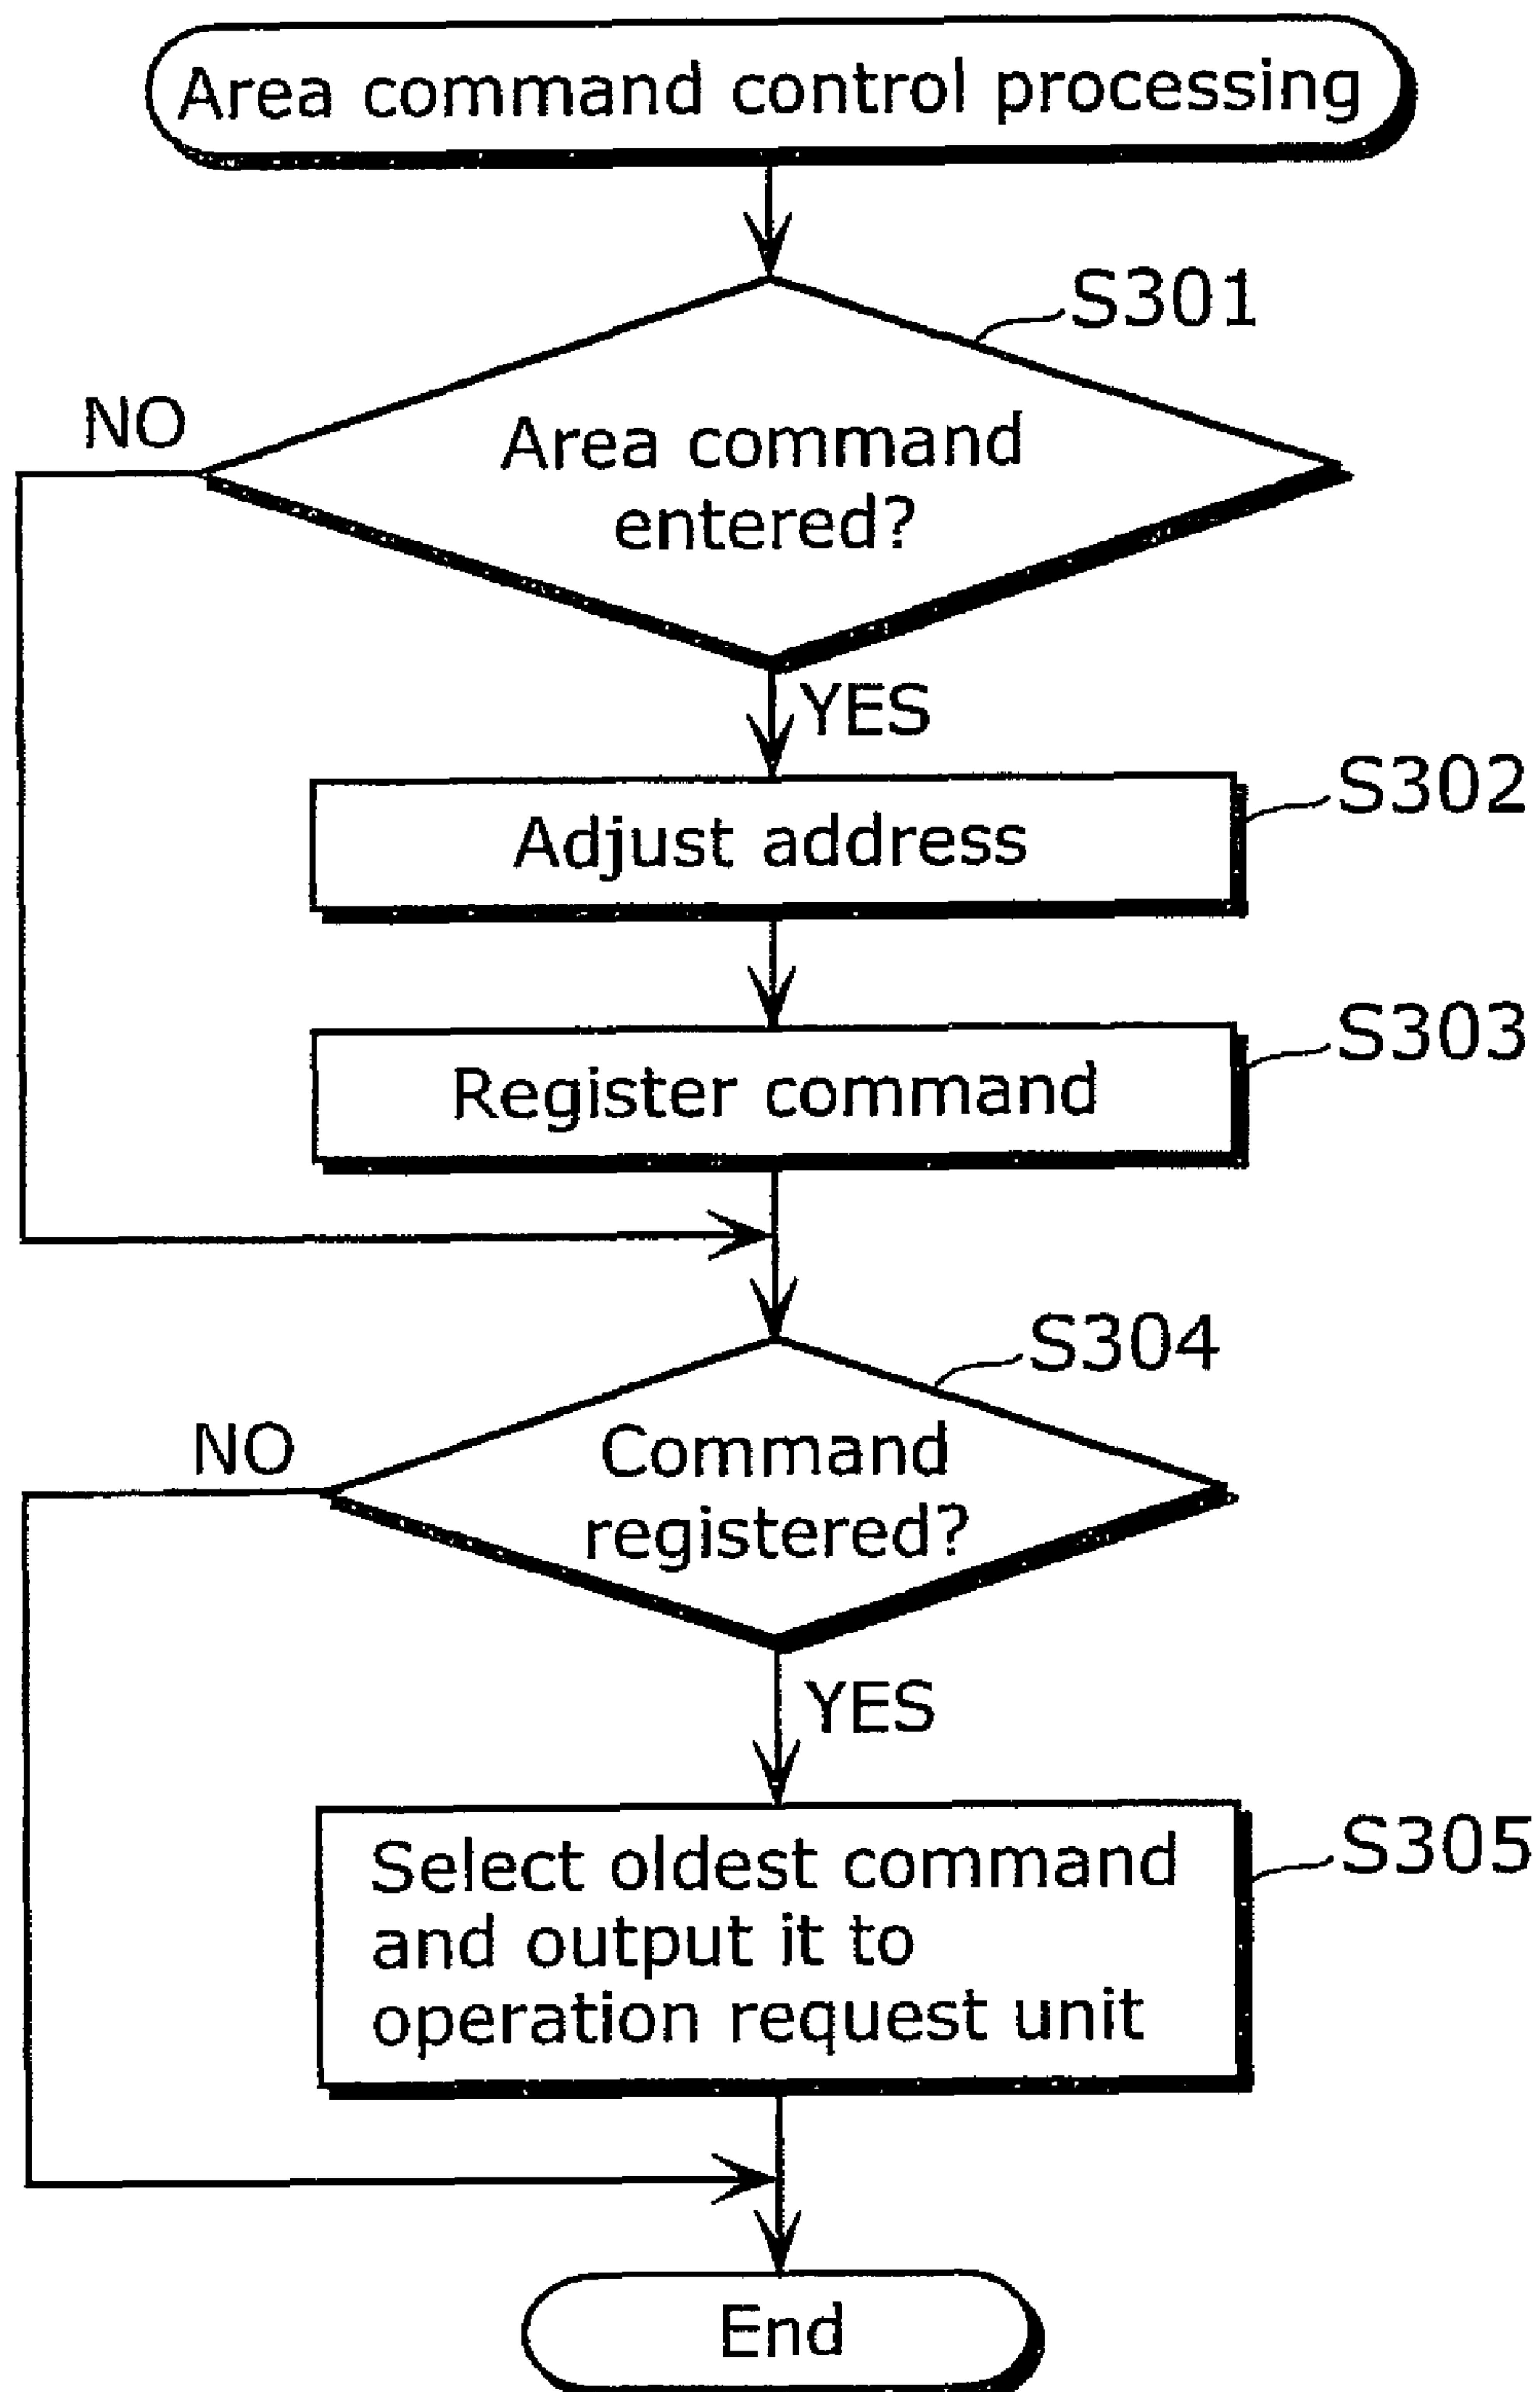 Area command control processing
S301
NO
Area command
entered?
YES
S302
Adjust address
S303
Register command
S304
NO
Command
registered?
YES
S305
Select oldest command
and output it to
operation request unit
End